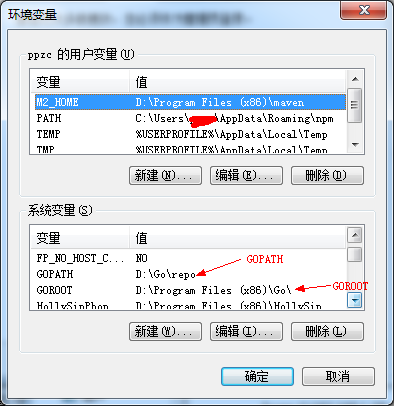 环境变量
ppzc 的用户变量(U)
变量 值
M2_HOME D:\Program Files (x86)\maven
PATH C:\Users\ \AppData\Roaming\npm
TEMP %USERPROFILE%\AppData\Local\Temp
TMP %USERPROFILE%\AppData\Local\Temp
新建(N)... 编辑(E)... 删除(D)
系统变量(S)
变量 值
FP_NO_HOST_C... NO
GOPATH D:\Go\repo GOPATH
GOROOT D:\Program Files (x86)\Go\ GOROOT
HollySinPhon D:\Program Files (x86)\HollySin
新建(W)... 编辑(I)... 删除(L)
确定 取消